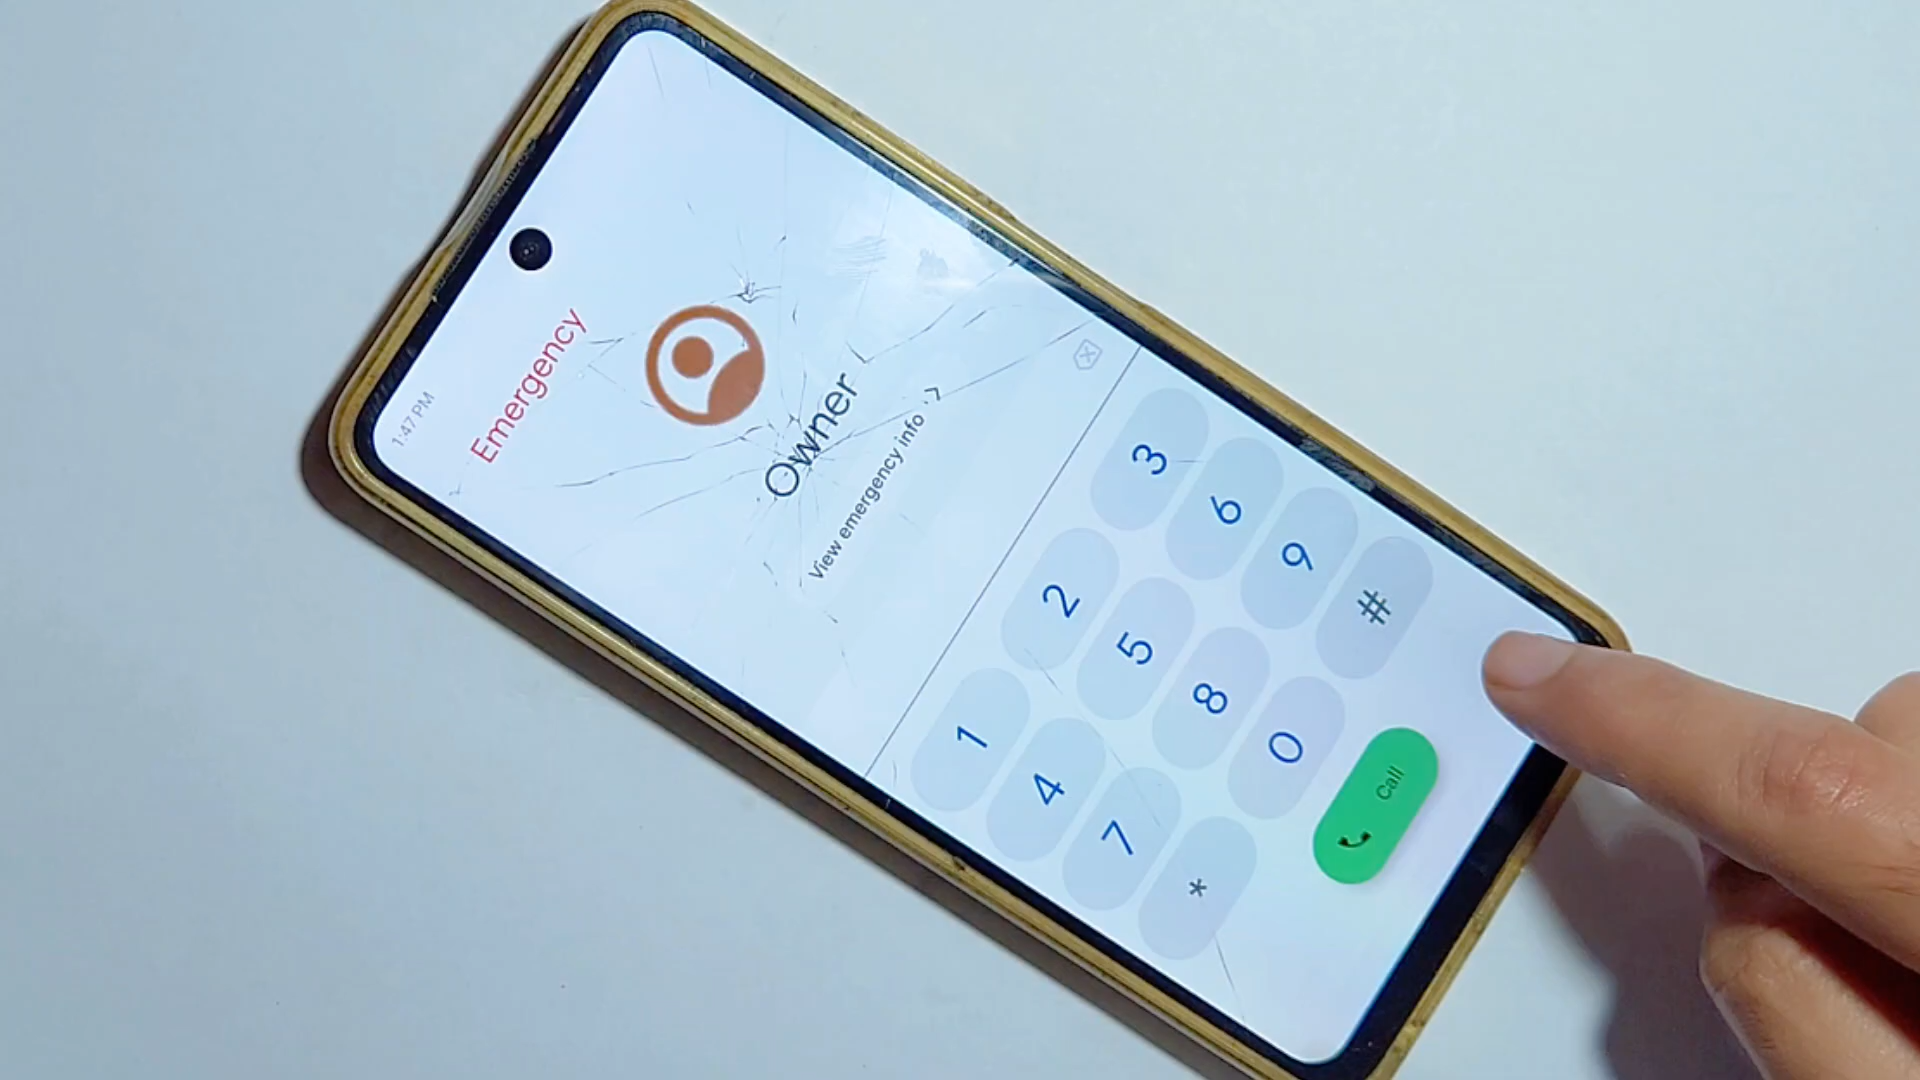 1:47 PM
Emergency
Owner
View emergency info >
1 2 3
4 5 6
7 8 9
* 0 #
Call